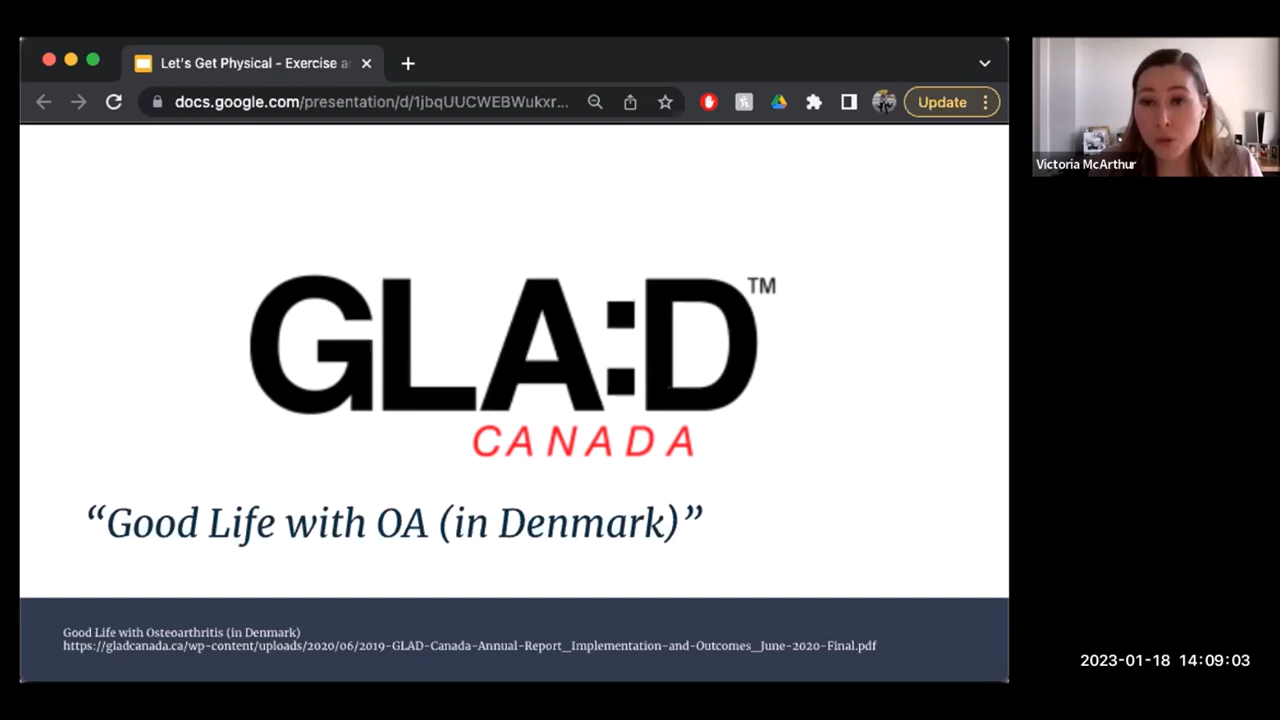 Let's Get Physical - Exercise a
docs.google.com/presentation/d/1jbqUUCWEBWukxr...
Update
Victoria McArthur
GLA:D™
CANADA
“Good Life with OA (in Denmark)”
Good Life with Osteoarthritis (in Denmark)
https://gladcanada.ca/wp-content/uploads/2020/06/2019-GLAD-Canada-Annual-Report_Implementation-and-Outcomes_June-2020-Final.pdf
2023-01-18 14:09:03